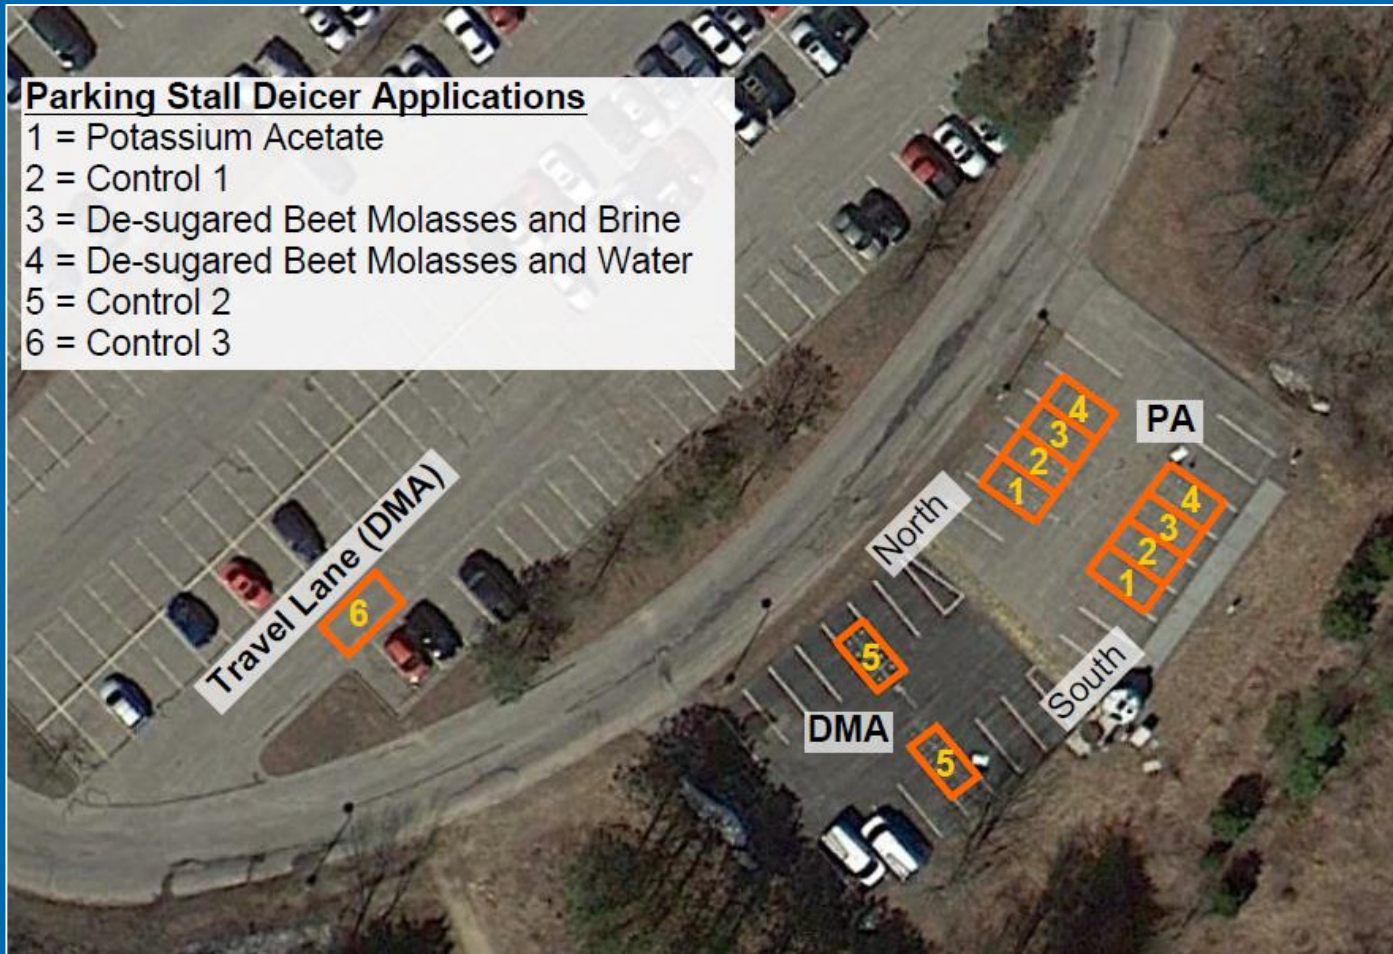 Parking Stall Deicer Applications
1 = Potassium Acetate
2 = Control 1
3 = De-sugared Beet Molasses and Brine
4 = De-sugared Beet Molasses and Water
5 = Control 2
6 = Control 3
4
3
2
1
PA
4
3
2
1
North
South
Travel Lane (DMA)
6
5
DMA
5